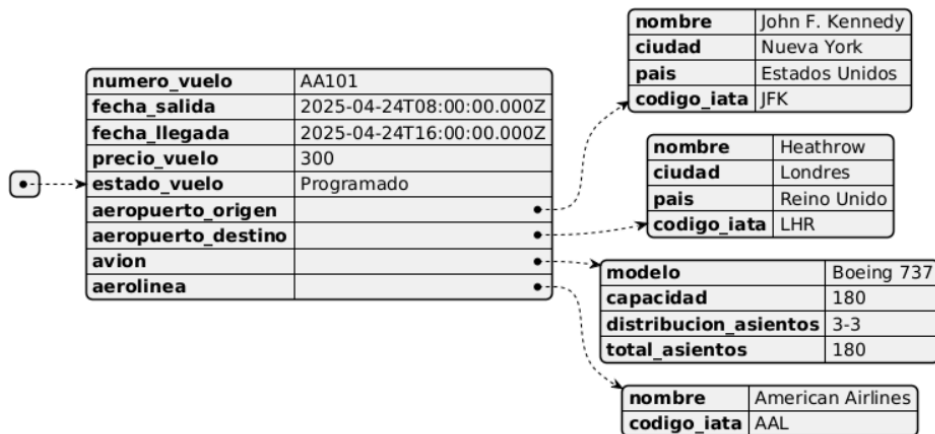 numero_vuelo AA101
fecha_salida 2025-04-24T08:00:00.000Z
fecha_llegada 2025-04-24T16:00:00.000Z
precio_vuelo 300
estado_vuelo Programado
aeropuerto_origen
aeropuerto_destino
avion
aerolinea
nombre John F. Kennedy
ciudad Nueva York
pais Estados Unidos
codigo_iata JFK
nombre Heathrow
ciudad Londres
pais Reino Unido
codigo_iata LHR
modelo Boeing 737
capacidad 180
distribucion_asientos 3-3
total_asientos 180
nombre American Airlines
codigo_iata AAL